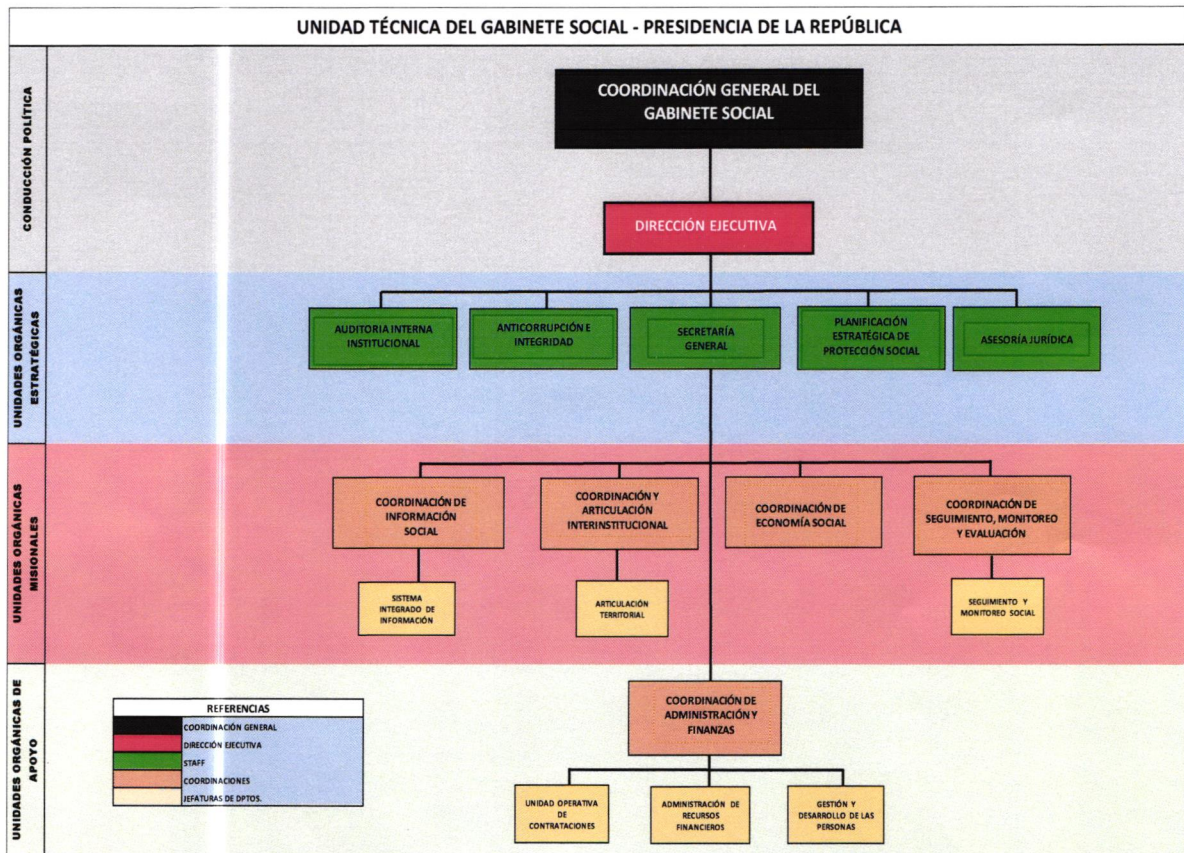 UNIDAD TÉCNICA DEL GABINETE SOCIAL - PRESIDENCIA DE LA REPÚBLICA
CONDUCCIÓN POLÍTICA
COORDINACIÓN GENERAL DEL
GABINETE SOCIAL
DIRECCIÓN EJECUTIVA
UNIDADES ORGÁNICAS
ESTRATÉGICAS
AUDITORIA INTERNA
INSTITUCIONAL
ANTICORRUPCIÓN E
INTEGRIDAD
SECRETARÍA
GENERAL
PLANIFICACIÓN
ESTRATÉGICA DE
PROTECCIÓN SOCIAL
ASESORÍA JURÍDICA
UNIDADES ORGÁNICAS
MISIONALES
COORDINACIÓN DE
INFORMACIÓN
SOCIAL
COORDINACIÓN Y
ARTICULACIÓN
INTERINSTITUCIONAL
COORDINACIÓN DE
ECONOMÍA SOCIAL
COORDINACIÓN DE
SEGUIMIENTO, MONITOREO
Y EVALUACIÓN
SISTEMA
INTEGRADO DE
INFORMACIÓN
ARTICULACIÓN
TERRITORIAL
SEGUIMIENTO Y
MONITOREO SOCIAL
UNIDADES ORGÁNICAS DE
APOYO
COORDINACIÓN DE
ADMINISTRACIÓN Y
FINANZAS
UNIDAD OPERATIVA
DE
CONTRATACIONES
ADMINISTRACIÓN DE
RECURSOS
FINANCIEROS
GESTIÓN Y
DESARROLLO DE LAS
PERSONAS
REFERENCIAS
COORDINACIÓN GENERAL
DIRECCIÓN EJECUTIVA
STAFF
COORDINACIONES
JEFATURAS DE DPTOS.